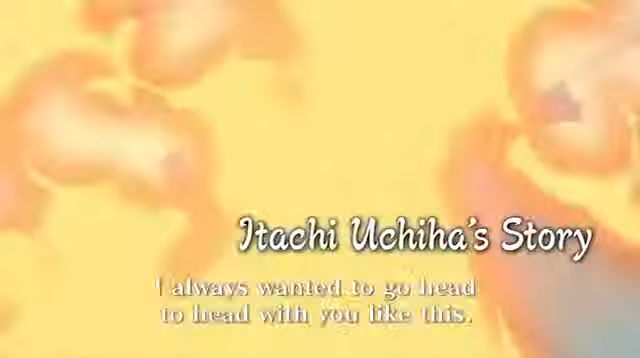 Itachi Uchiha's Story
I always wanted to go head
to head with you like this.